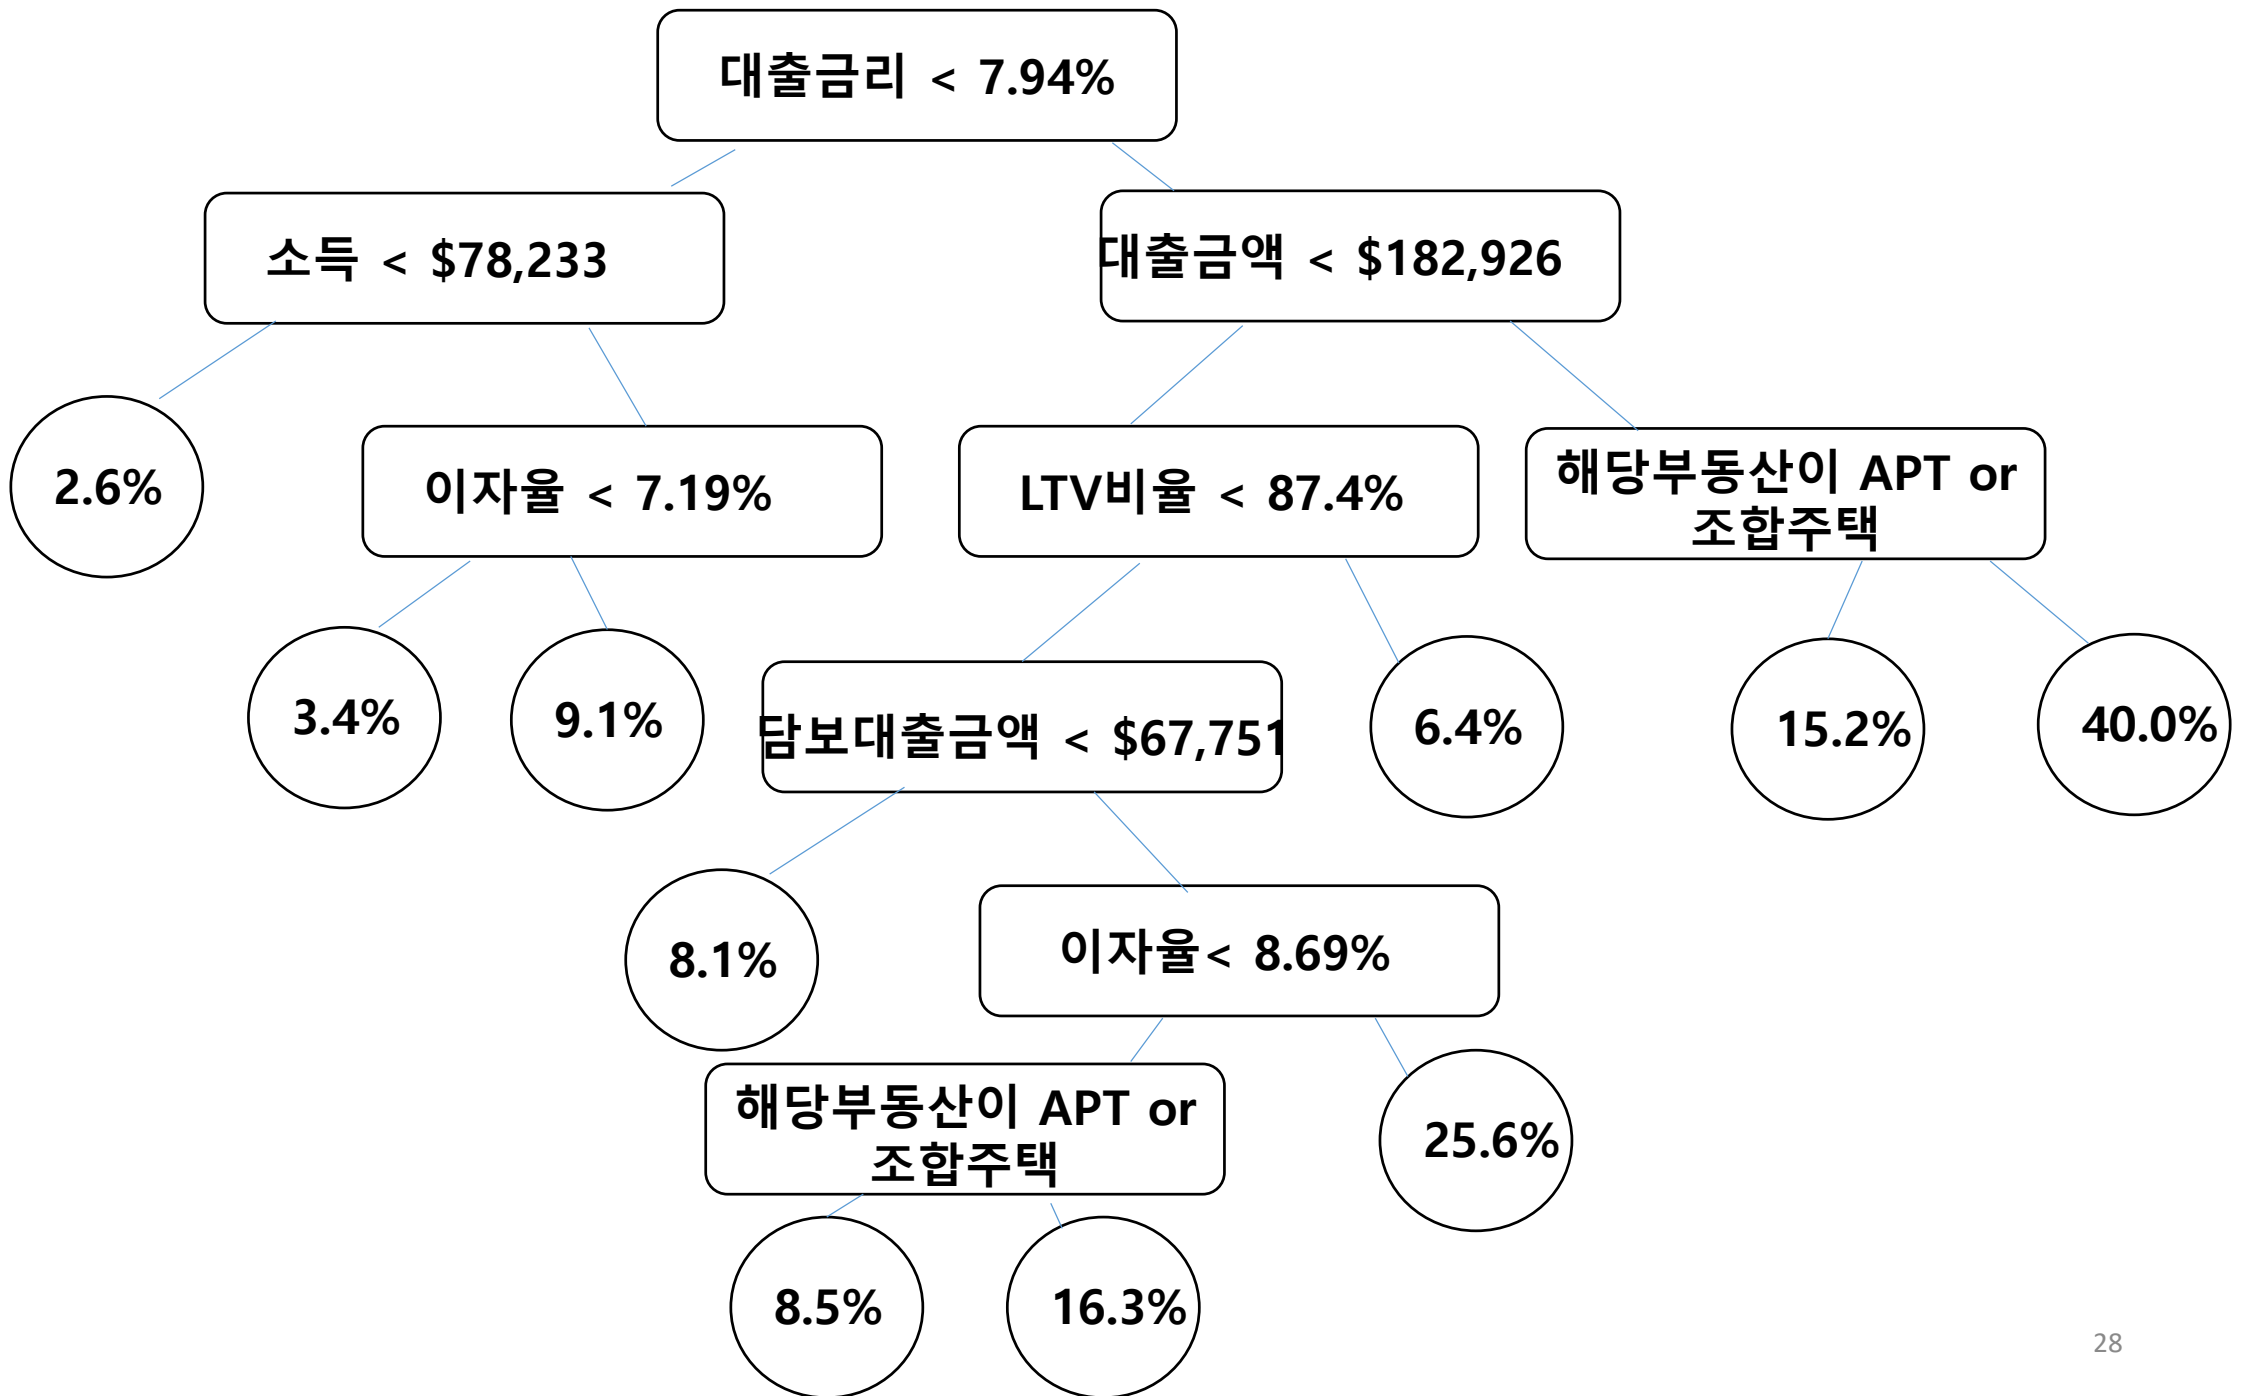 대출금리 < 7.94%
소득 < $78,233
대출금액 < $182,926
2.6%
이자율 < 7.19%
LTV비율 < 87.4%
해당부동산이 APT or
조합주택
3.4%
9.1%
담보대출금액 < $67,751
6.4%
15.2%
40.0%
8.1%
이자율< 8.69%
해당부동산이 APT or
조합주택
25.6%
8.5%
16.3%
28